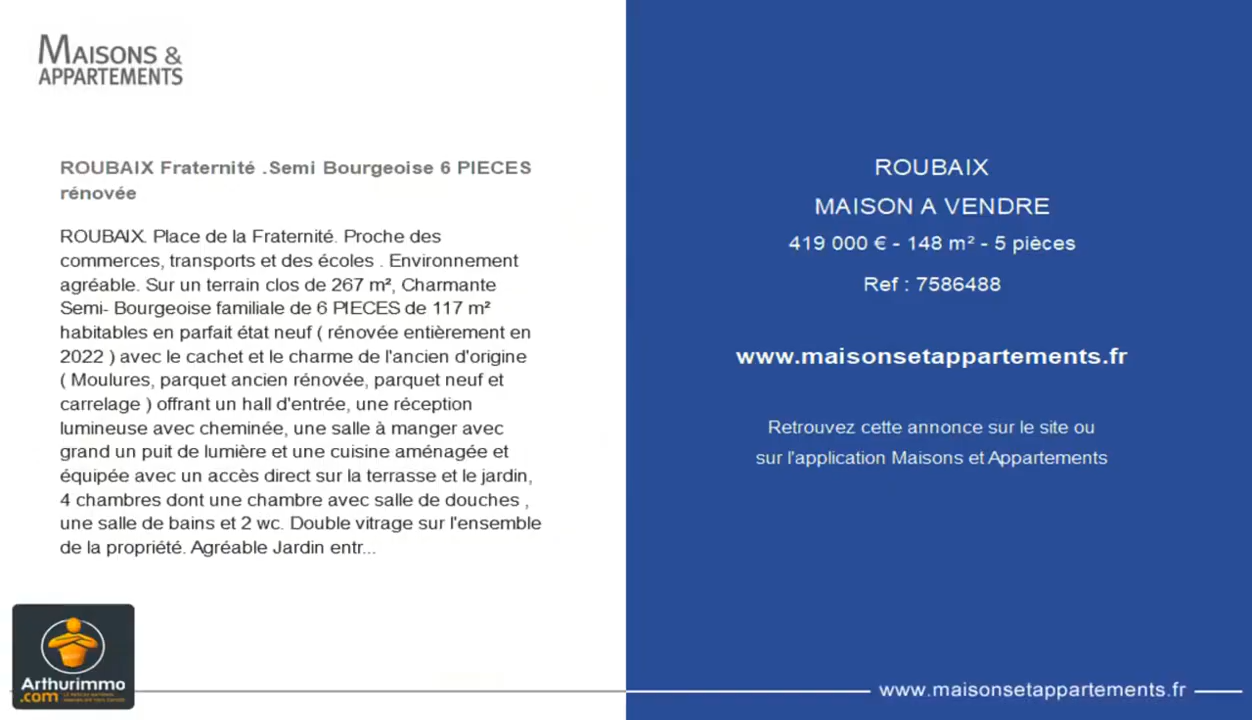 MAISONS &
APPARTEMENTS
ROUBAIX Fraternité .Semi Bourgeoise 6 PIECES
rénovée
ROUBAIX. Place de la Fraternité. Proche des
commerces, transports et des écoles . Environnement
agréable. Sur un terrain clos de 267 m², Charmante
Semi- Bourgeoise familiale de 6 PIECES de 117 m²
habitables en parfait état neuf ( rénovée entièrement en
2022 ) avec le cachet et le charme de l'ancien d'origine
( Moulures, parquet ancien rénovée, parquet neuf et
carrelage ) offrant un hall d'entrée, une réception
lumineuse avec cheminée, une salle à manger avec
grand un puit de lumière et une cuisine aménagée et
équipée avec un accès direct sur la terrasse et le jardin,
4 chambres dont une chambre avec salle de douches ,
une salle de bains et 2 wc. Double vitrage sur l'ensemble
de la propriété. Agréable Jardin entr...
Arthurimmo
.com
ROUBAIX
MAISON A VENDRE
419 000 € - 148 m² - 5 pièces
Ref : 7586488
www.maisonsetappartements.fr
Retrouvez cette annonce sur le site ou
sur l'application Maisons et Appartements
www.maisonsetappartements.fr